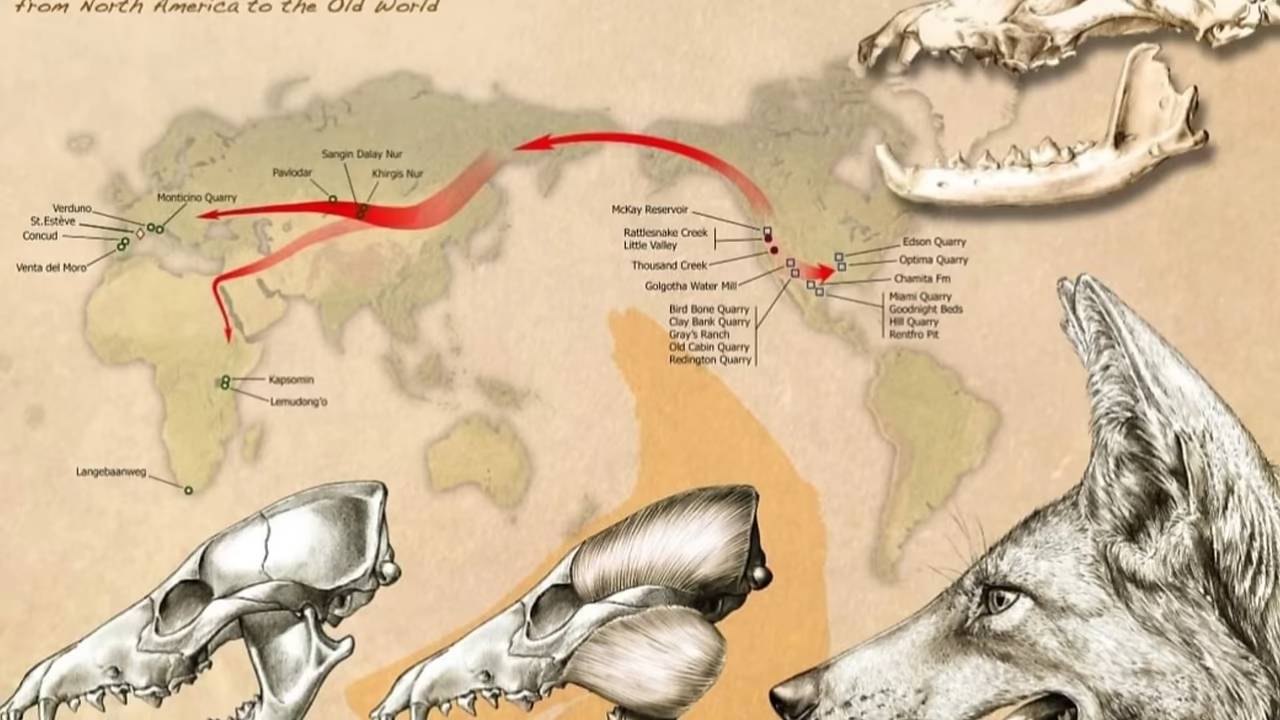 from North America to the Old World
Sangin Dalay Nur
Pavlodar
Khirgis Nur
Monticino Quarry
Verduno
St.Estève
Concud
Venta del Moro
McKay Reservoir
Rattlesnake Creek
Little Valley
Thousand Creek
Golgotha Water Mill
Bird Bone Quarry
Clay Bank Quarry
Gray's Ranch
Old Cabin Quarry
Redington Quarry
Edson Quarry
Optima Quarry
Chamita Fm
Miami Quarry
Goodnight Beds
Hill Quarry
Rentfro Pit
Kapsomin
Lemudong'o
Langebaanweg